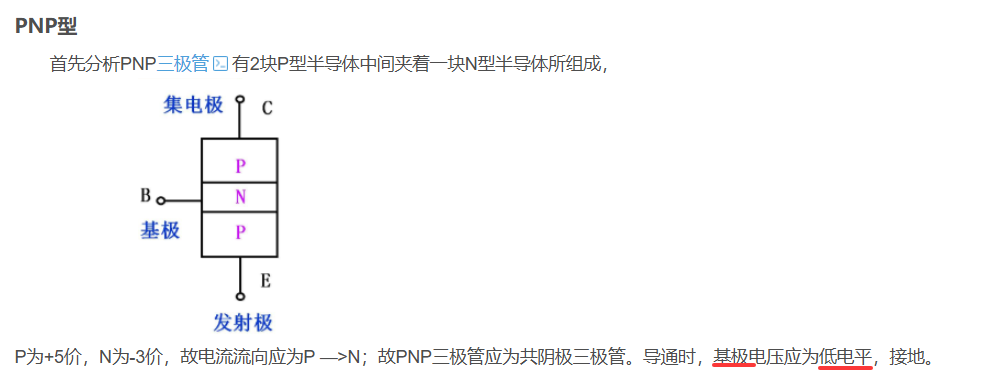 PNP型
首先分析PNP三极管有2块P型半导体中间夹着一块N型半导体所组成，
集电极 C
P
B N
基极 P
E
发射极
P为+5价，N为-3价，故电流流向应为P —>N；故PNP三极管应为共阴极三极管。导通时，基极电压应为低电平，接地。